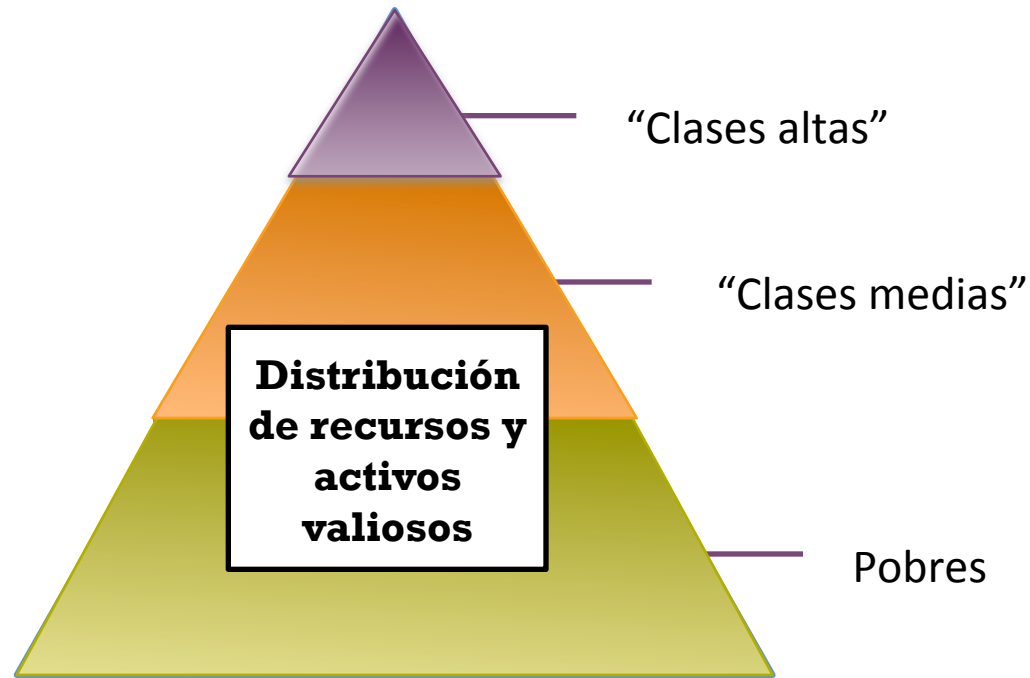 “Clases altas”
“Clases medias”
Distribución
de recursos y
activos
valiosos
Pobres